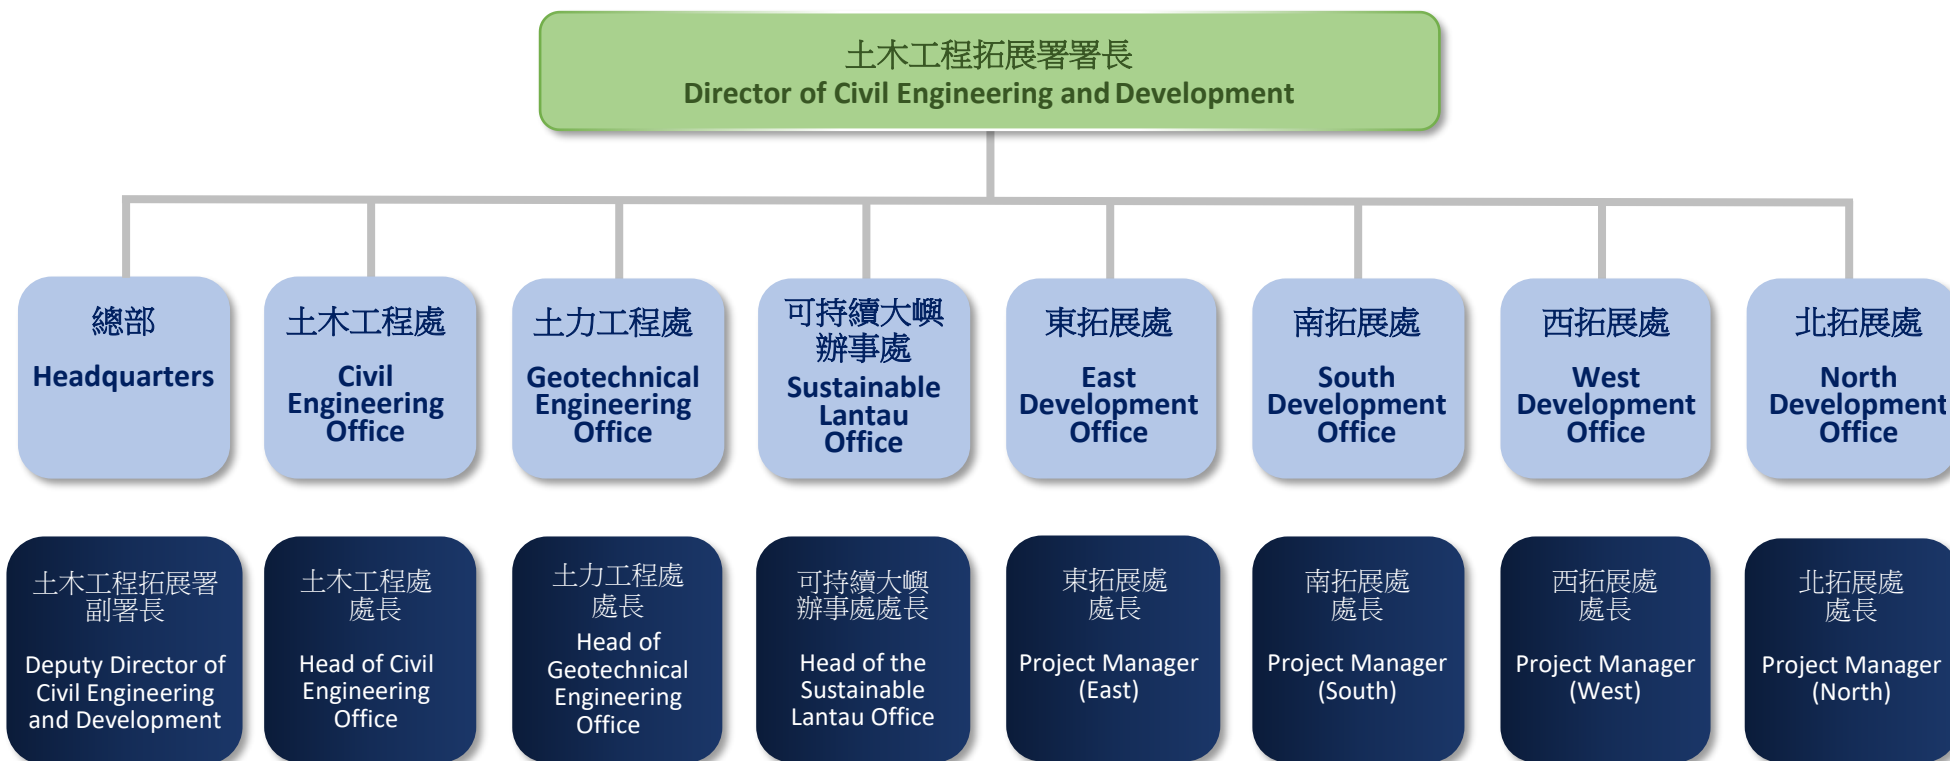 土木工程拓展署署長
Director of Civil Engineering and Development
總部
Headquarters
土木工程處
Civil
Engineering
Office
土力工程處
Geotechnical
Engineering
Office
可持續大嶼
辦事處
Sustainable
Lantau
Office
東拓展處
East
Development
Office
南拓展處
South
Development
Office
西拓展處
West
Development
Office
北拓展處
North
Development
Office
土木工程拓展署
副署長
Deputy Director of
Civil Engineering
and Development
土木工程處
處長
Head of Civil
Engineering
Office
土力工程處
處長
Head of
Geotechnical
Engineering
Office
可持續大嶼
辦事處處長
Head of the
Sustainable
Lantau Office
東拓展處
處長
Project Manager
(East)
南拓展處
處長
Project Manager
(South)
西拓展處
處長
Project Manager
(West)
北拓展處
處長
Project Manager
(North)